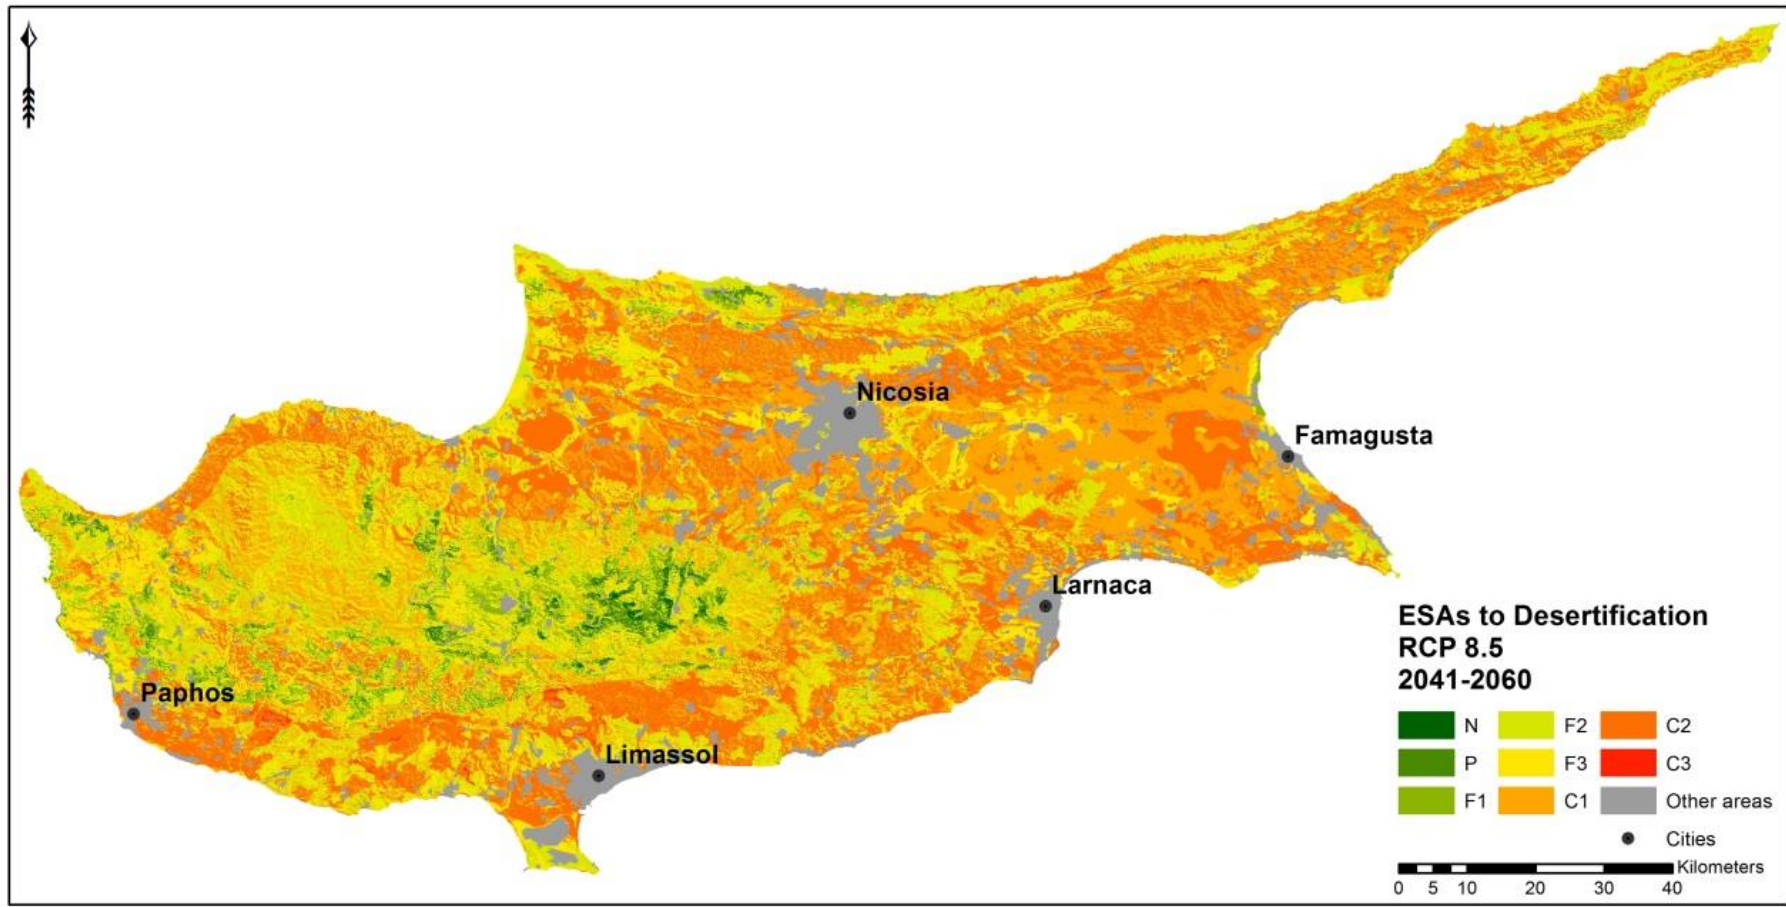 Nicosia
Famagusta
Larnaca
Paphos
Limassol
ESAs to Desertification
RCP 8.5
2041-2060
N F2 C2
P F3 C3
F1 C1 Other areas
Cities
Kilometers
0 5 10 20 30 40